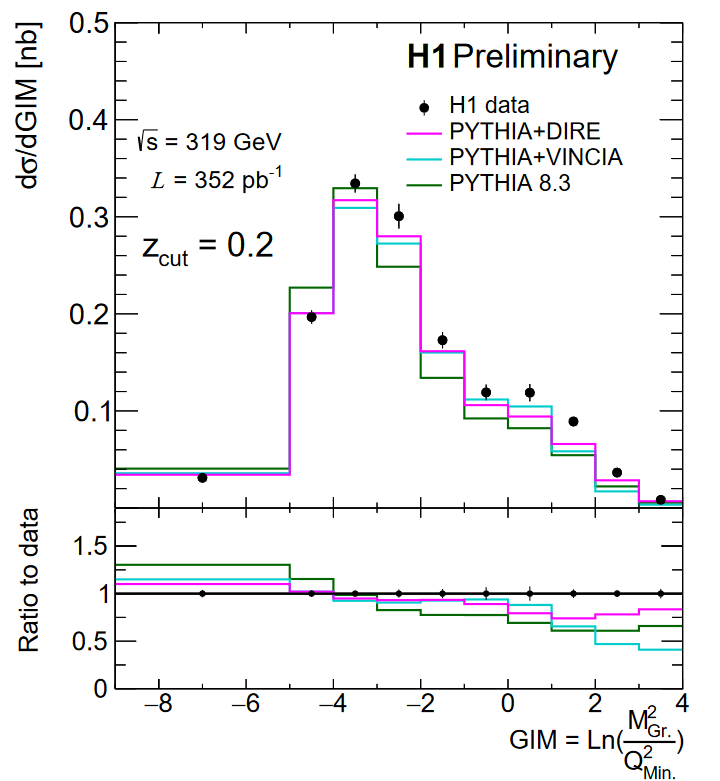 0.5
0.4
0.3
0.2
0.1
dσ/dGIM [nb]
H1 Preliminary
H1 data
PYTHIA+DIRE
PYTHIA+VINCIA
PYTHIA 8.3
√s = 319 GeV
L = 352 pb⁻¹
z_cut = 0.2
Ratio to data
1.5
1
0.5
0
−8 −6 −4 −2 0 2 4
GIM = Ln(M²_Gr. / Q²_Min.)